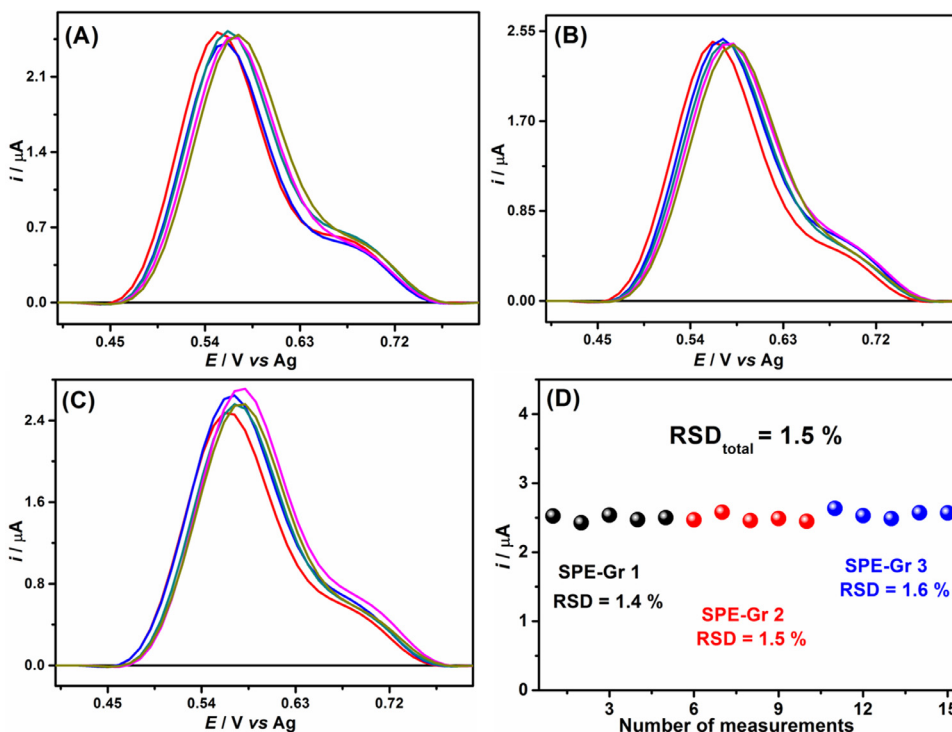 (A)
i / µA
2.1
1.4
0.7
0.0
0.45
0.54
0.63
0.72
E / V vs Ag
(B)
i / µA
2.55
1.70
0.85
0.00
0.45
0.54
0.63
0.72
E / V vs Ag
(C)
i / µA
2.4
1.6
0.8
0.0
0.45
0.54
0.63
0.72
E / V vs Ag
(D)
RSDtotal = 1.5 %
i / µA
4
3
2
1
0
SPE-Gr 1
RSD = 1.4 %
SPE-Gr 2
RSD = 1.5 %
SPE-Gr 3
RSD = 1.6 %
3
6
9
12
15
Number of measurements